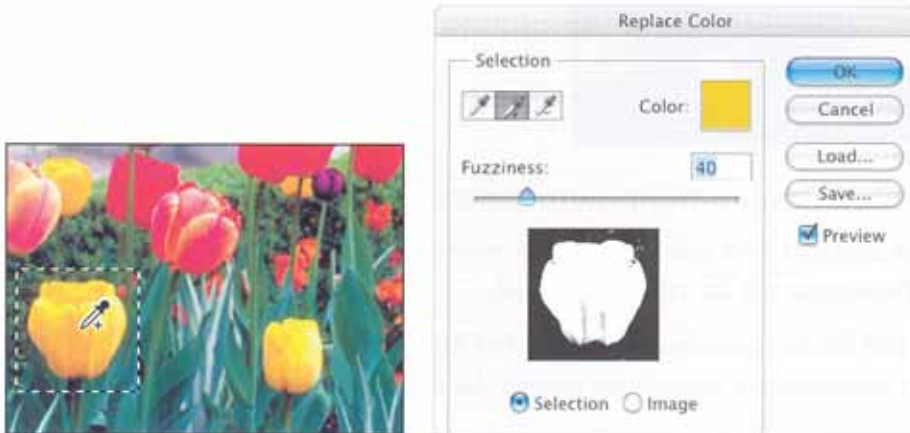 Replace Color
Selection
Color:
Fuzziness:
40
Selection
Image
OK
Cancel
Load...
Save...
Preview